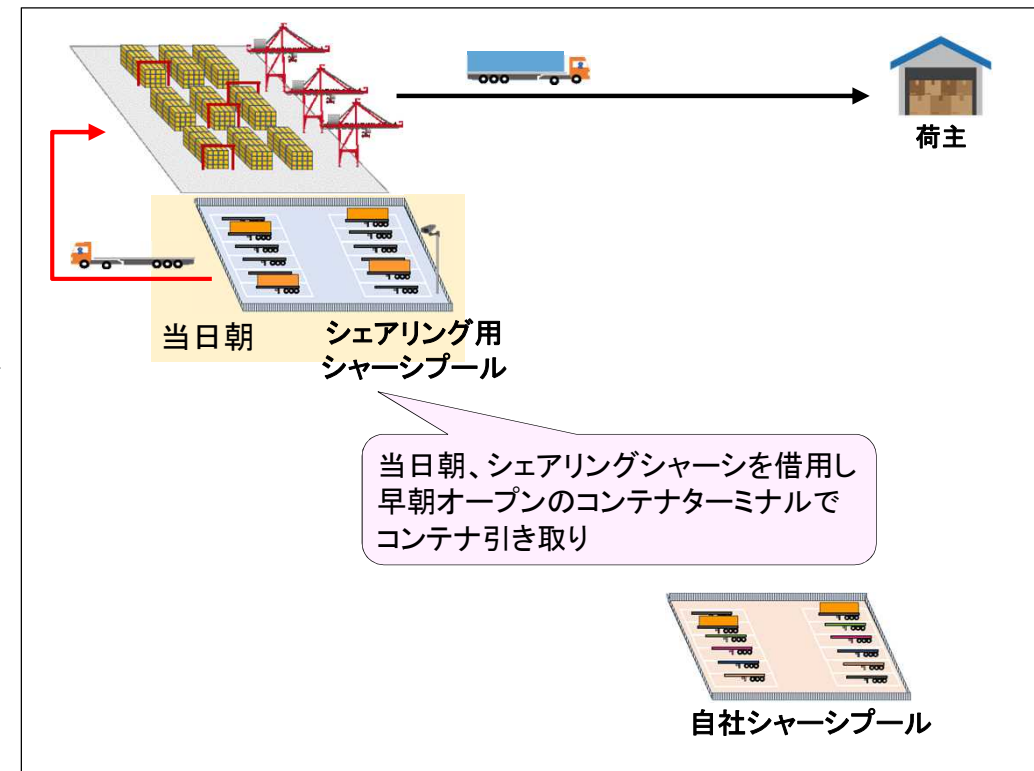 荷主
当日朝
シェアリング用
シャーシプール
当日朝、シェアリングシャーシを借用し
早朝オープンのコンテナターミナルで
コンテナ引き取り
自社シャーシプール